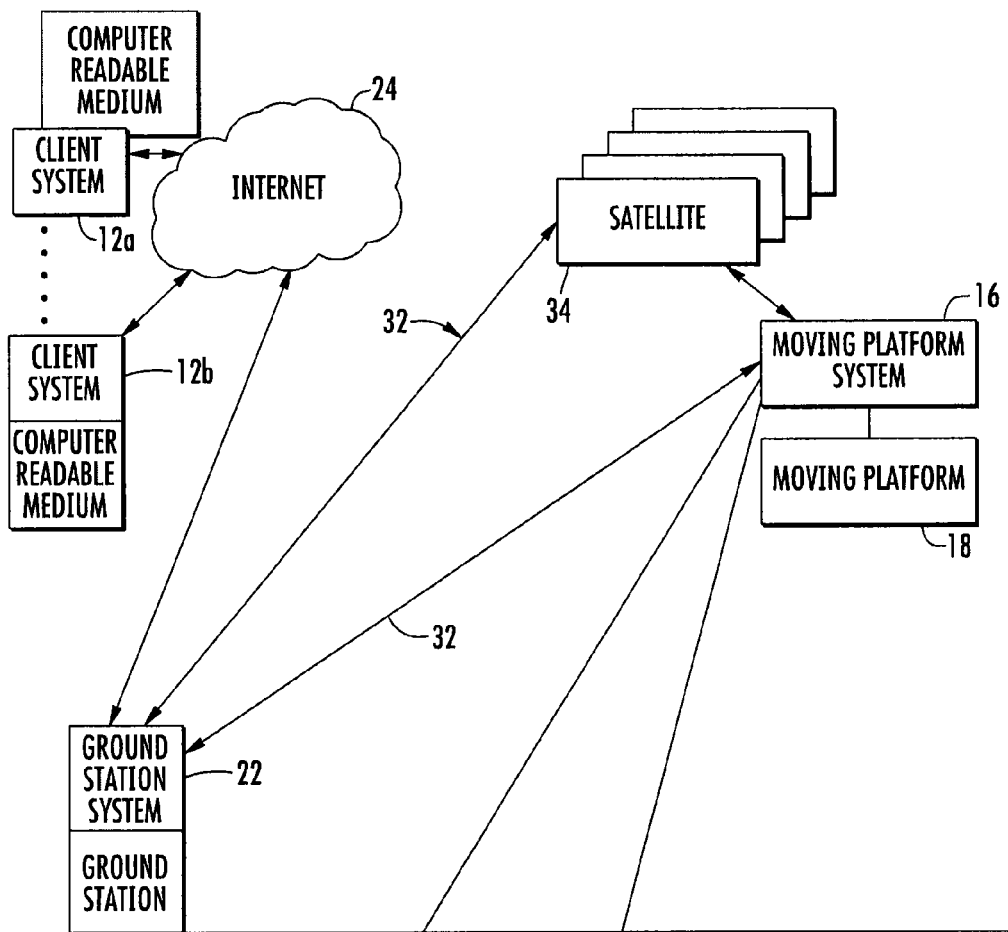 COMPUTER
READABLE
MEDIUM
24
CLIENT
SYSTEM
INTERNET
12a
SATELLITE
34
16
32
MOVING PLATFORM
SYSTEM
CLIENT
SYSTEM
12b
COMPUTER
READABLE
MEDIUM
MOVING PLATFORM
18
32
GROUND
STATION
SYSTEM
22
GROUND
STATION